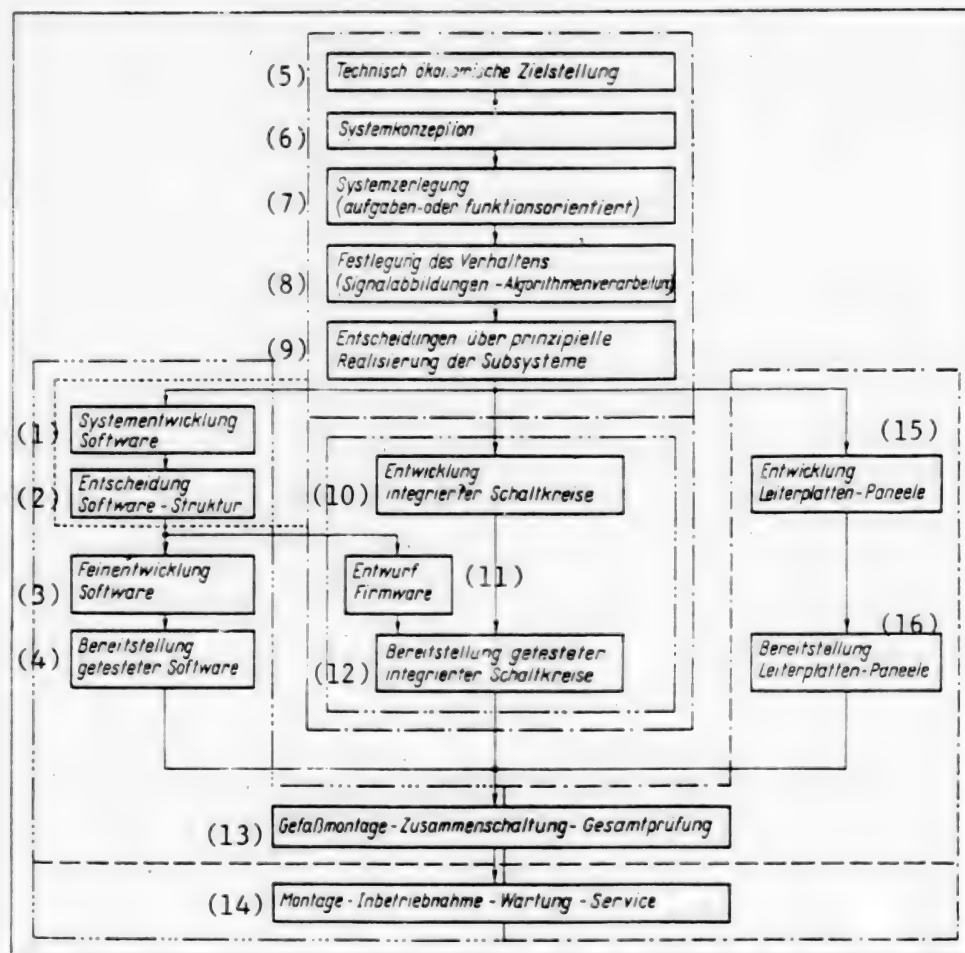 (5) Technisch ökonomische Zielstellung
(6) Systemkonzeption
(7) Systemzerlegung
(aufgaben-oder funktionsorientiert)
(8) Festlegung des Verhaltens
(Signalabbildungen -Algorithmenverarbeitung)
(9) Entscheidungen über prinzipielle
Realisierung der Subsysteme
(1) Systementwicklung
Software
(2) Entscheidung
Software - Struktur
(3) Feinentwicklung
Software
(4) Bereitstellung
getesteter Software
(10) Entwicklung
integrierter Schaltkreise
(11) Entwurf
Firmware
(12) Bereitstellung getesteter
integrierter Schaltkreise
(15)
Entwicklung
Leiterplatten-Paneele
(16)
Bereitstellung
Leiterplatten-Paneele
(13) Gefäßmontage-Zusammenschaltung-Gesamtprüfung
(14) Montage-Inbetriebnahme-Wartung-Service